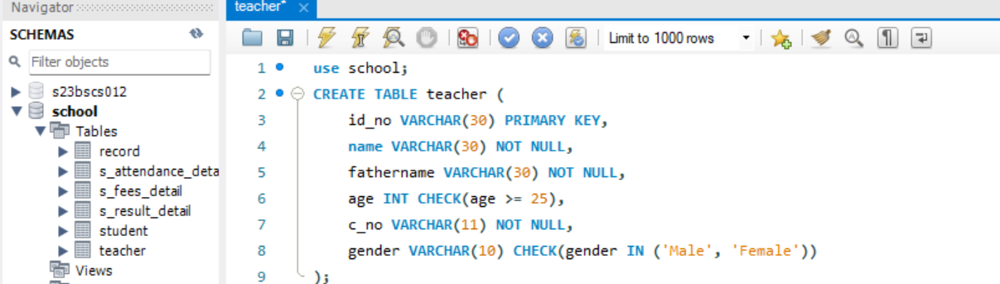 Navigator
SCHEMAS
Filter objects
s23bscs012
school
Tables
record
s_attendance_deta
s_fees_detail
s_result_detail
student
teacher
Views
teacher*
Limit to 1000 rows
1 use school;
2 CREATE TABLE teacher (
3 id_no VARCHAR(30) PRIMARY KEY,
4 name VARCHAR(30) NOT NULL,
5 fathername VARCHAR(30) NOT NULL,
6 age INT CHECK(age >= 25),
7 c_no VARCHAR(11) NOT NULL,
8 gender VARCHAR(10) CHECK(gender IN ('Male', 'Female'))
9 );